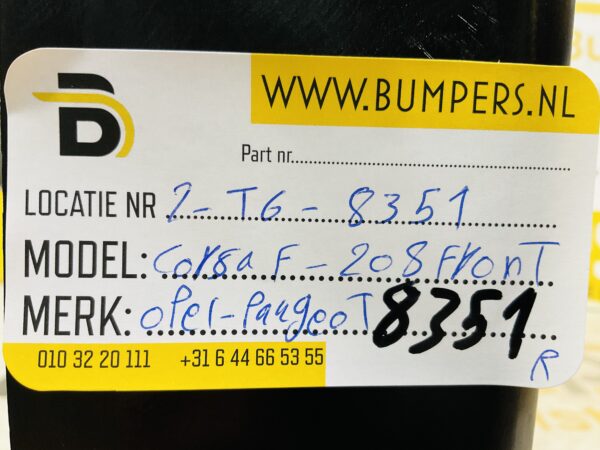 WWW.BUMPERS.NL
B
Part nr.
LOCATIE NR 2-TG-8351
MODEL: Corsa F-208 Front
MERK: opel-PaugeoT 8351
010 32 20 111 +31 6 44 66 53 55
R